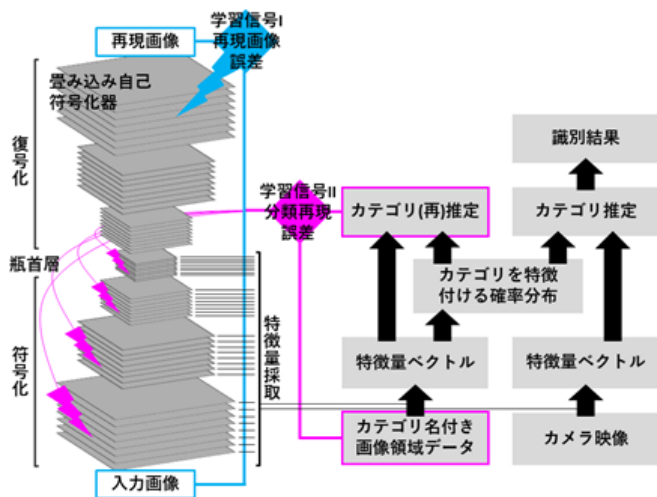 再現画像
学習信号I
再現画像
誤差
畳み込み自己
符号化器
復号化
瓶首層
符号化
入力画像
特徴量採取
学習信号II
分類再現
誤差
カテゴリ(再)推定
カテゴリを特徴
付ける確率分布
特徴量ベクトル
カテゴリ名付き
画像領域データ
識別結果
カテゴリ推定
特徴量ベクトル
カメラ映像